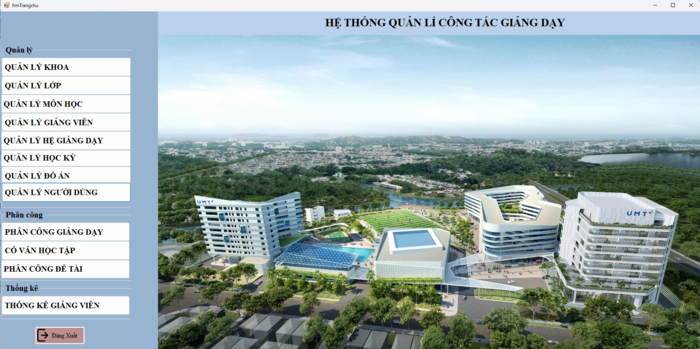 frmTrangchu
HỆ THỐNG QUẢN LÍ CÔNG TÁC GIẢNG DẠY
Quản lý
QUẢN LÝ KHOA
QUẢN LÝ LỚP
QUẢN LÝ MÔN HỌC
QUẢN LÝ GIẢNG VIÊN
QUẢN LÝ HỆ GIẢNG DẠY
QUẢN LÝ HỌC KỲ
QUẢN LÝ ĐỒ ÁN
QUẢN LÝ NGƯỜI DÙNG
Phân công
PHÂN CÔNG GIẢNG DẠY
CỐ VẤN HỌC TẬP
PHÂN CÔNG ĐỀ TÀI
Thống kê
THỐNG KÊ GIẢNG VIÊN
Đăng Xuất
UMT
UMT